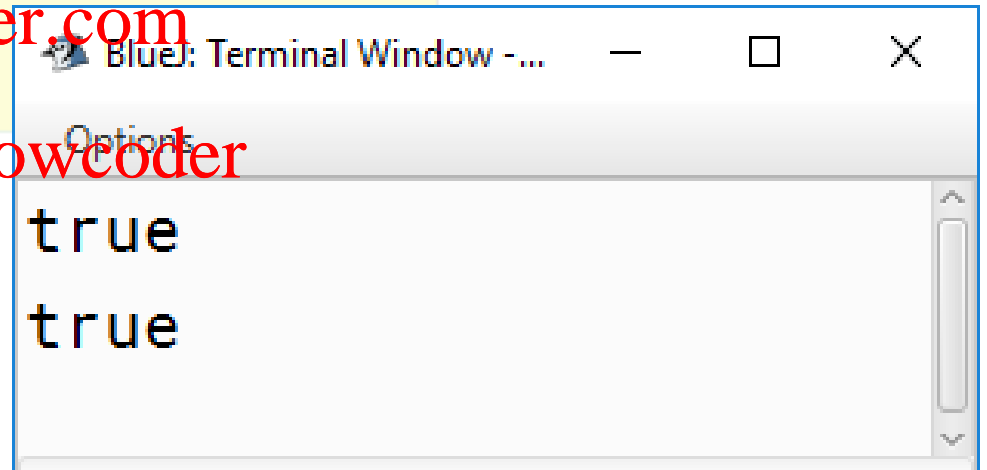 er.com
BlueJ: Terminal Window -...
Options
owcoder
true
true